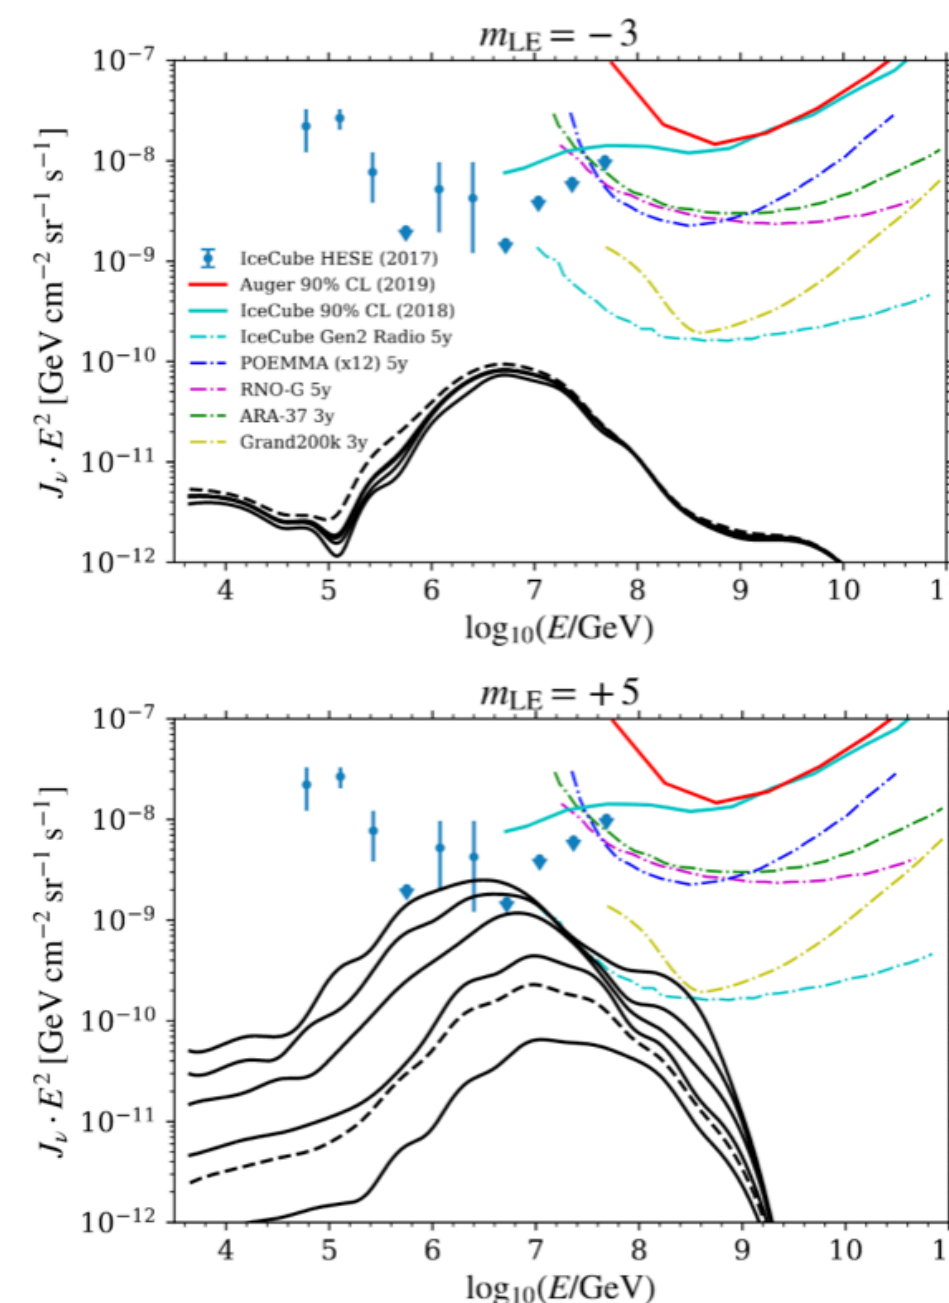 m_LE = −3
10⁻⁷
10⁻⁸
10⁻⁹
10⁻¹⁰
10⁻¹¹
10⁻¹²
J_ν · E² [GeV cm⁻² sr⁻¹ s⁻¹]
IceCube HESE (2017)
Auger 90% CL (2019)
IceCube 90% CL (2018)
IceCube Gen2 Radio 5y
POEMMA (x12) 5y
RNO-G 5y
ARA-37 3y
Grand200k 3y
4 5 6 7 8 9 10 1
log₁₀(E/GeV)
m_LE = +5
10⁻⁷
10⁻⁸
10⁻⁹
10⁻¹⁰
10⁻¹¹
10⁻¹²
J_ν · E² [GeV cm⁻² sr⁻¹ s⁻¹]
4 5 6 7 8 9 10 1
log₁₀(E/GeV)